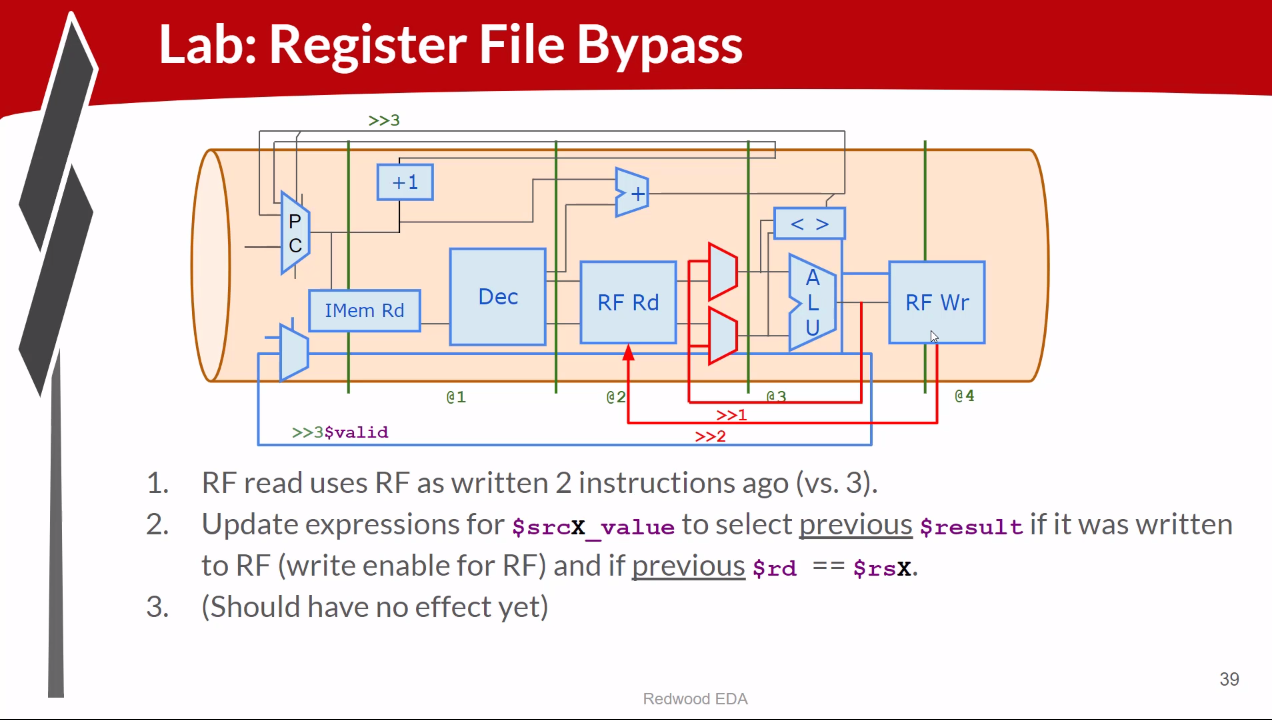 Lab: Register File Bypass
>>3
+1
P
C
+
< >
IMem Rd
Dec
RF Rd
A
L
U
RF Wr
@1
@2
@3
@4
>>1
>>2
>>3$valid
1. RF read uses RF as written 2 instructions ago (vs. 3).
2. Update expressions for $srcX_value to select previous $result if it was written
to RF (write enable for RF) and if previous $rd == $rsX.
3. (Should have no effect yet)
39
Redwood EDA